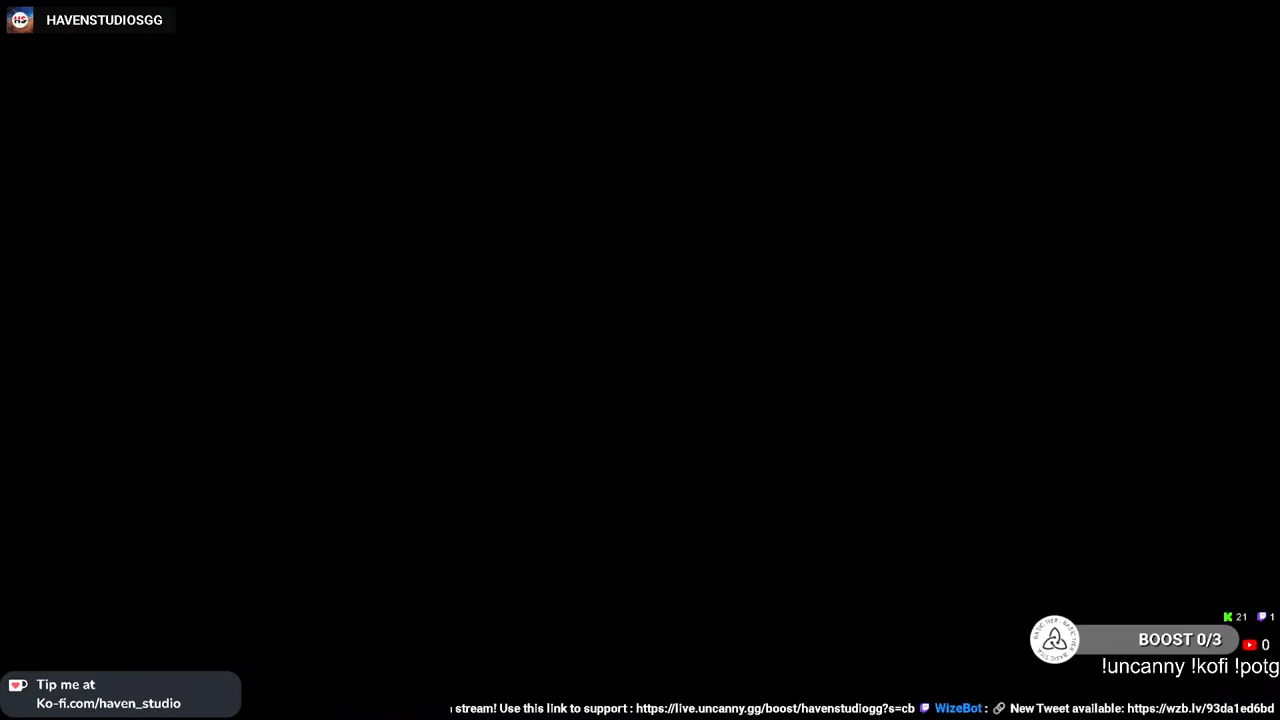 HAVENSTUDIOSGG
21 1
BOOST 0/3
0
!uncanny !kofi !potg
Tip me at
Ko-fi.com/haven_studio
stream! Use this link to support : https://live.uncanny.gg/boost/havenstudiogg?s=cb WizeBot : New Tweet available: https://wzb.lv/93da1ed6bd